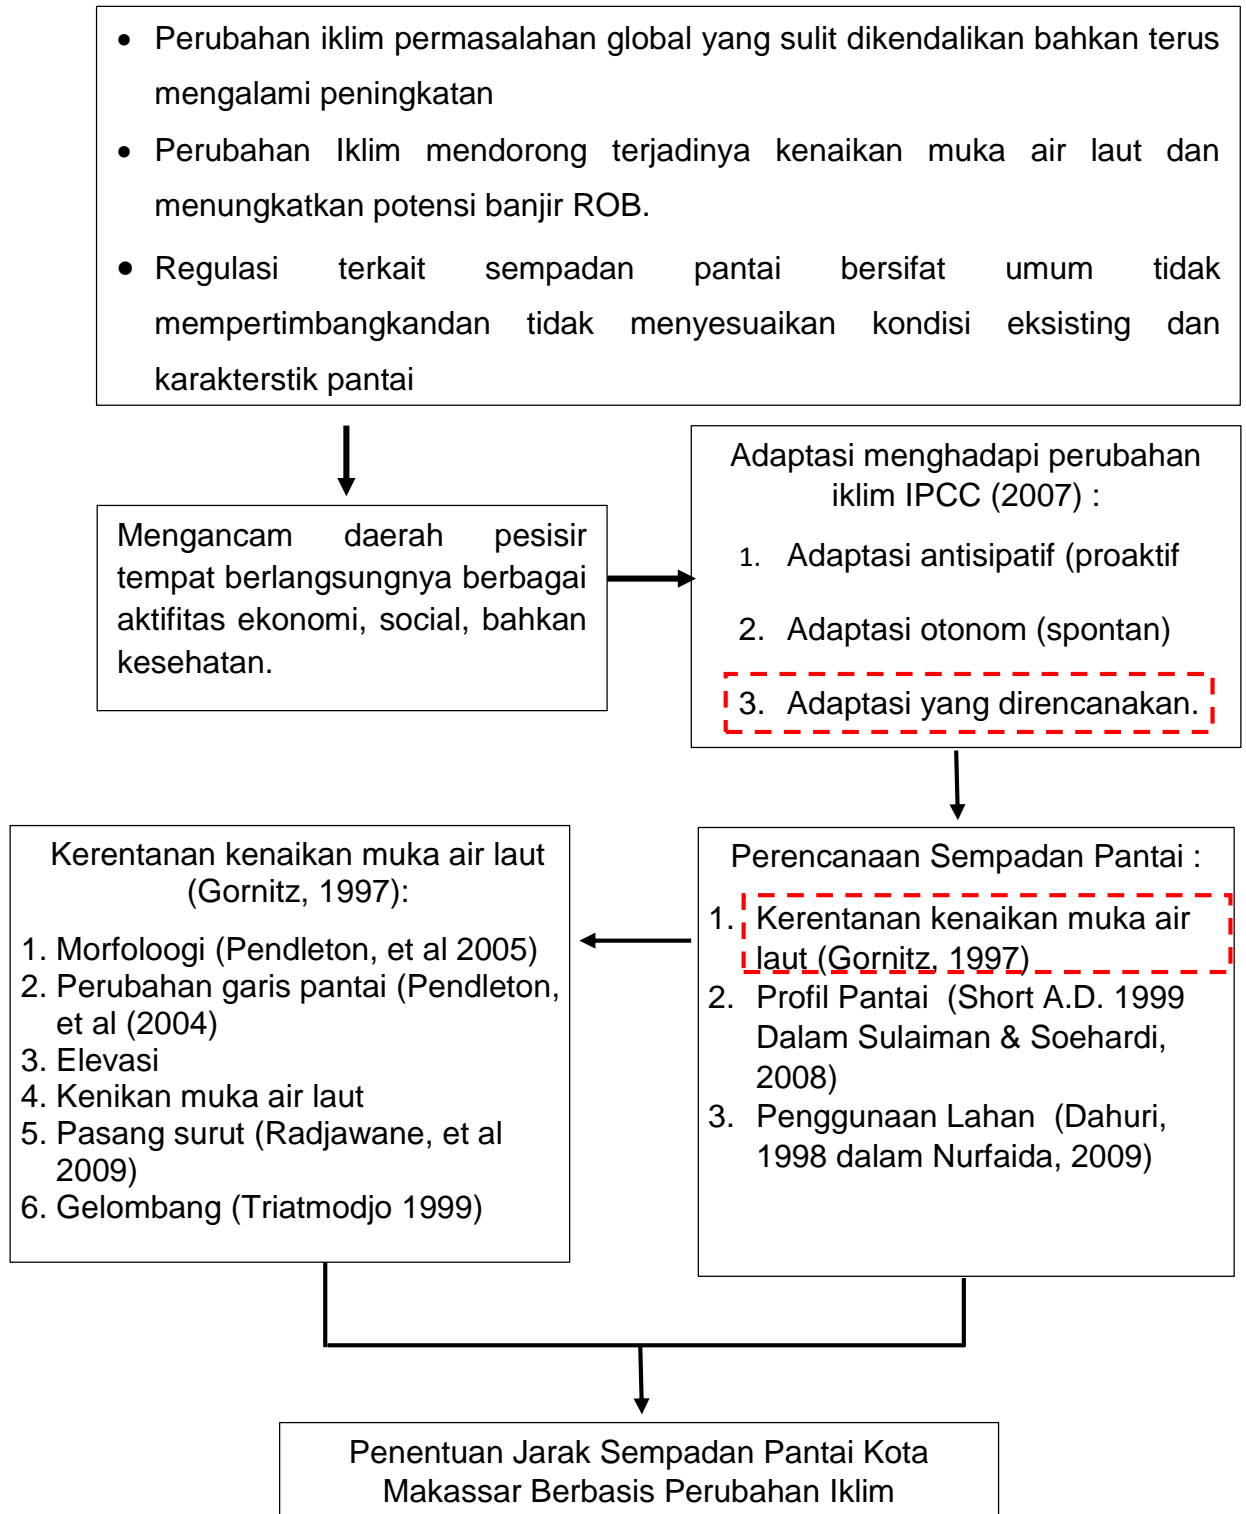 • Perubahan iklim permasalahan global yang sulit dikendalikan bahkan terus
mengalami peningkatan
• Perubahan Iklim mendorong terjadinya kenaikan muka air laut dan
menungkatkan potensi banjir ROB.
• Regulasi terkait sempadan pantai bersifat umum tidak
mempertimbangkandan tidak menyesuaikan kondisi eksisting dan
karakterstik pantai
Mengancam daerah pesisir
tempat berlangsungnya berbagai
aktifitas ekonomi, social, bahkan
kesehatan.
Adaptasi menghadapi perubahan
iklim IPCC (2007) :
1. Adaptasi antisipatif (proaktif
2. Adaptasi otonom (spontan)
3. Adaptasi yang direncanakan.
Perencanaan Sempadan Pantai :
1. Kerentanan kenaikan muka air
laut (Gornitz, 1997)
2. Profil Pantai (Short A.D. 1999
Dalam Sulaiman & Soehardi,
2008)
3. Penggunaan Lahan (Dahuri,
1998 dalam Nurfaida, 2009)
Kerentanan kenaikan muka air laut
(Gornitz, 1997):
1. Morfoloogi (Pendleton, et al 2005)
2. Perubahan garis pantai (Pendleton,
et al (2004)
3. Elevasi
4. Kenikan muka air laut
5. Pasang surut (Radjawane, et al
2009)
6. Gelombang (Triatmodjo 1999)
Penentuan Jarak Sempadan Pantai Kota
Makassar Berbasis Perubahan Iklim